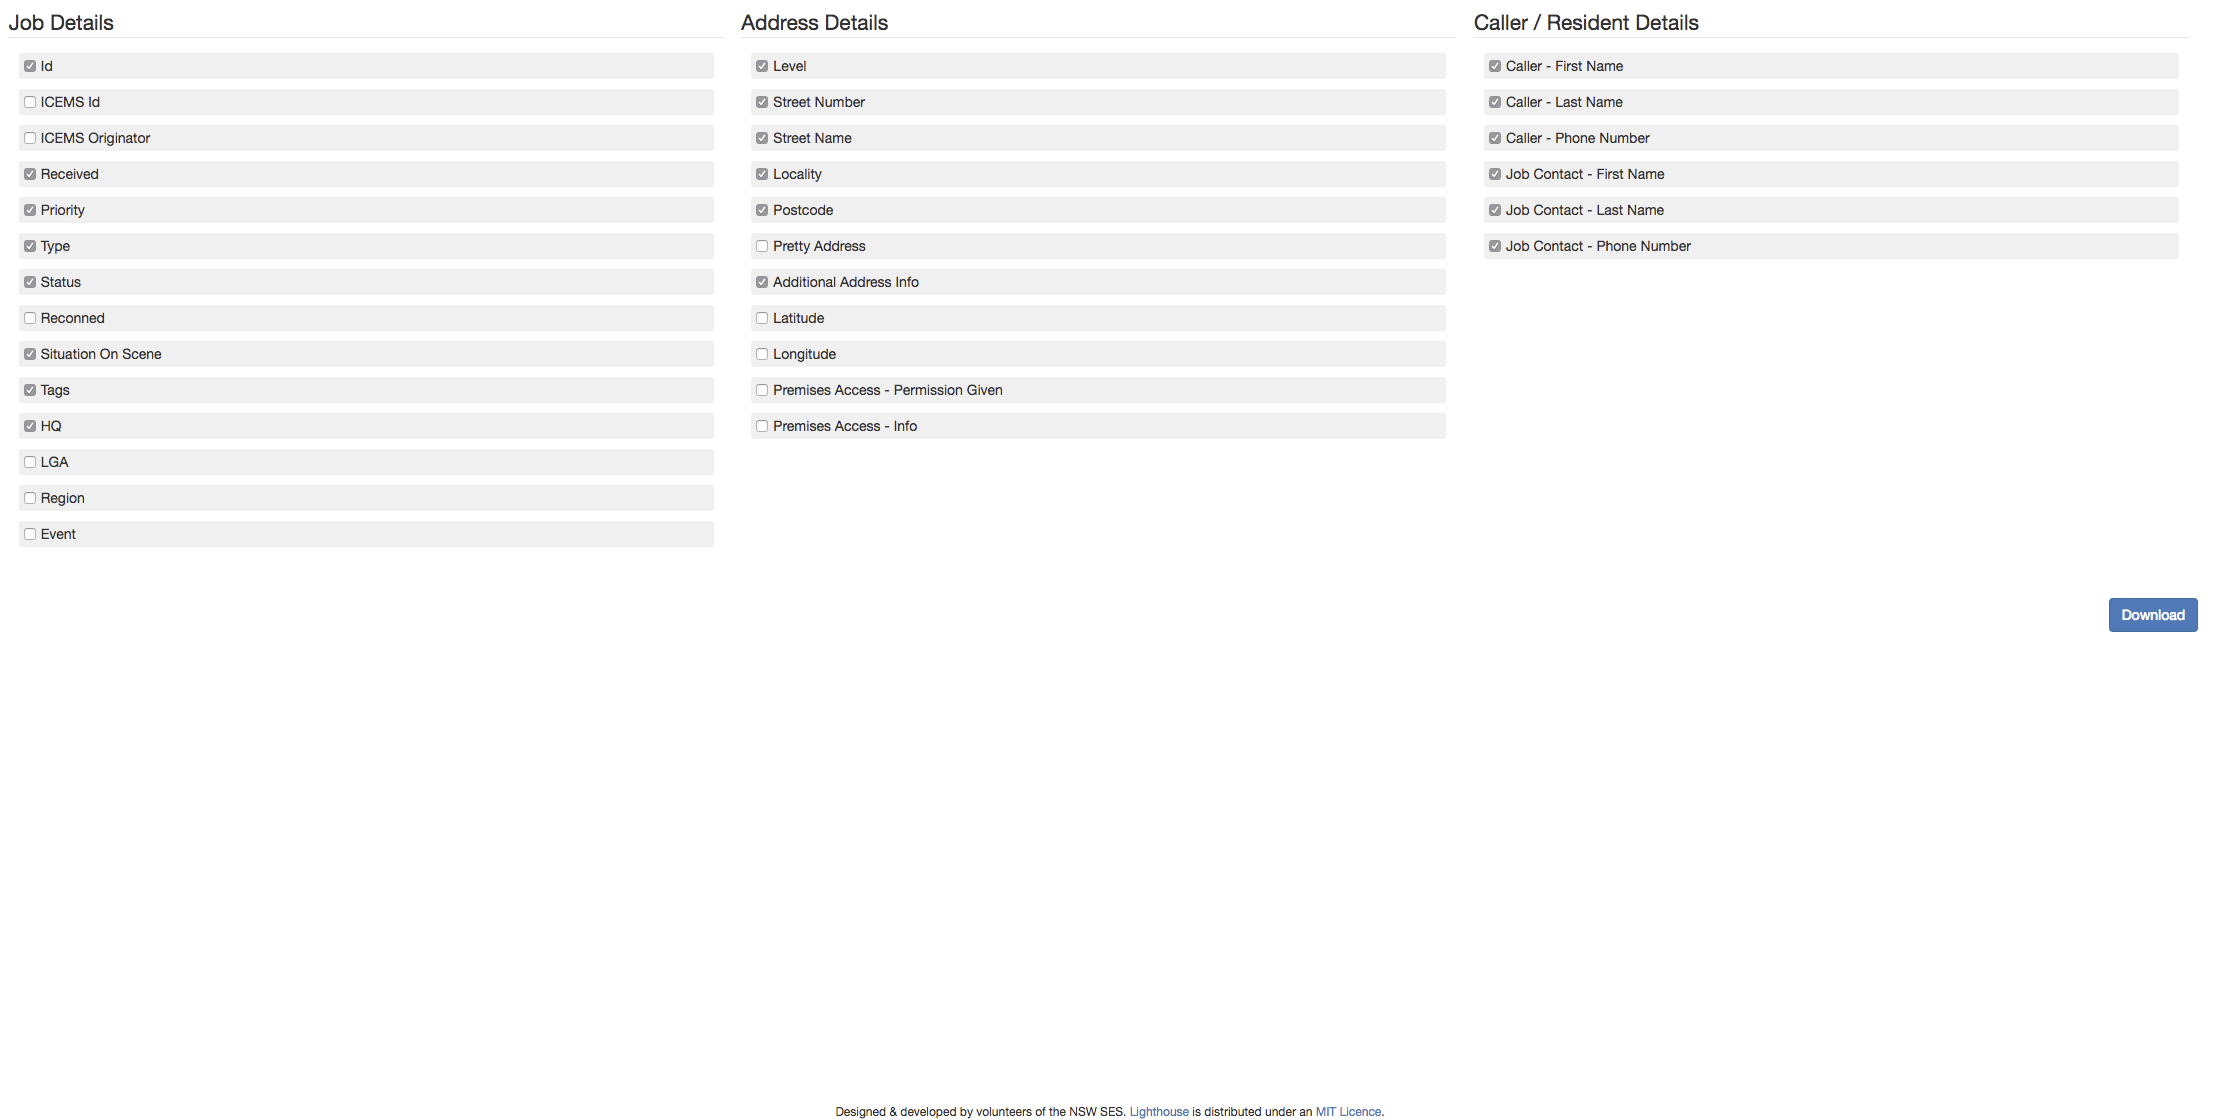 Job Details
Id
ICEMS Id
ICEMS Originator
Received
Priority
Type
Status
Reconned
Situation On Scene
Tags
HQ
LGA
Region
Event
Address Details
Level
Street Number
Street Name
Locality
Postcode
Pretty Address
Additional Address Info
Latitude
Longitude
Premises Access - Permission Given
Premises Access - Info
Caller / Resident Details
Caller - First Name
Caller - Last Name
Caller - Phone Number
Job Contact - First Name
Job Contact - Last Name
Job Contact - Phone Number
Download
Designed & developed by volunteers of the NSW SES. Lighthouse is distributed under an MIT Licence.